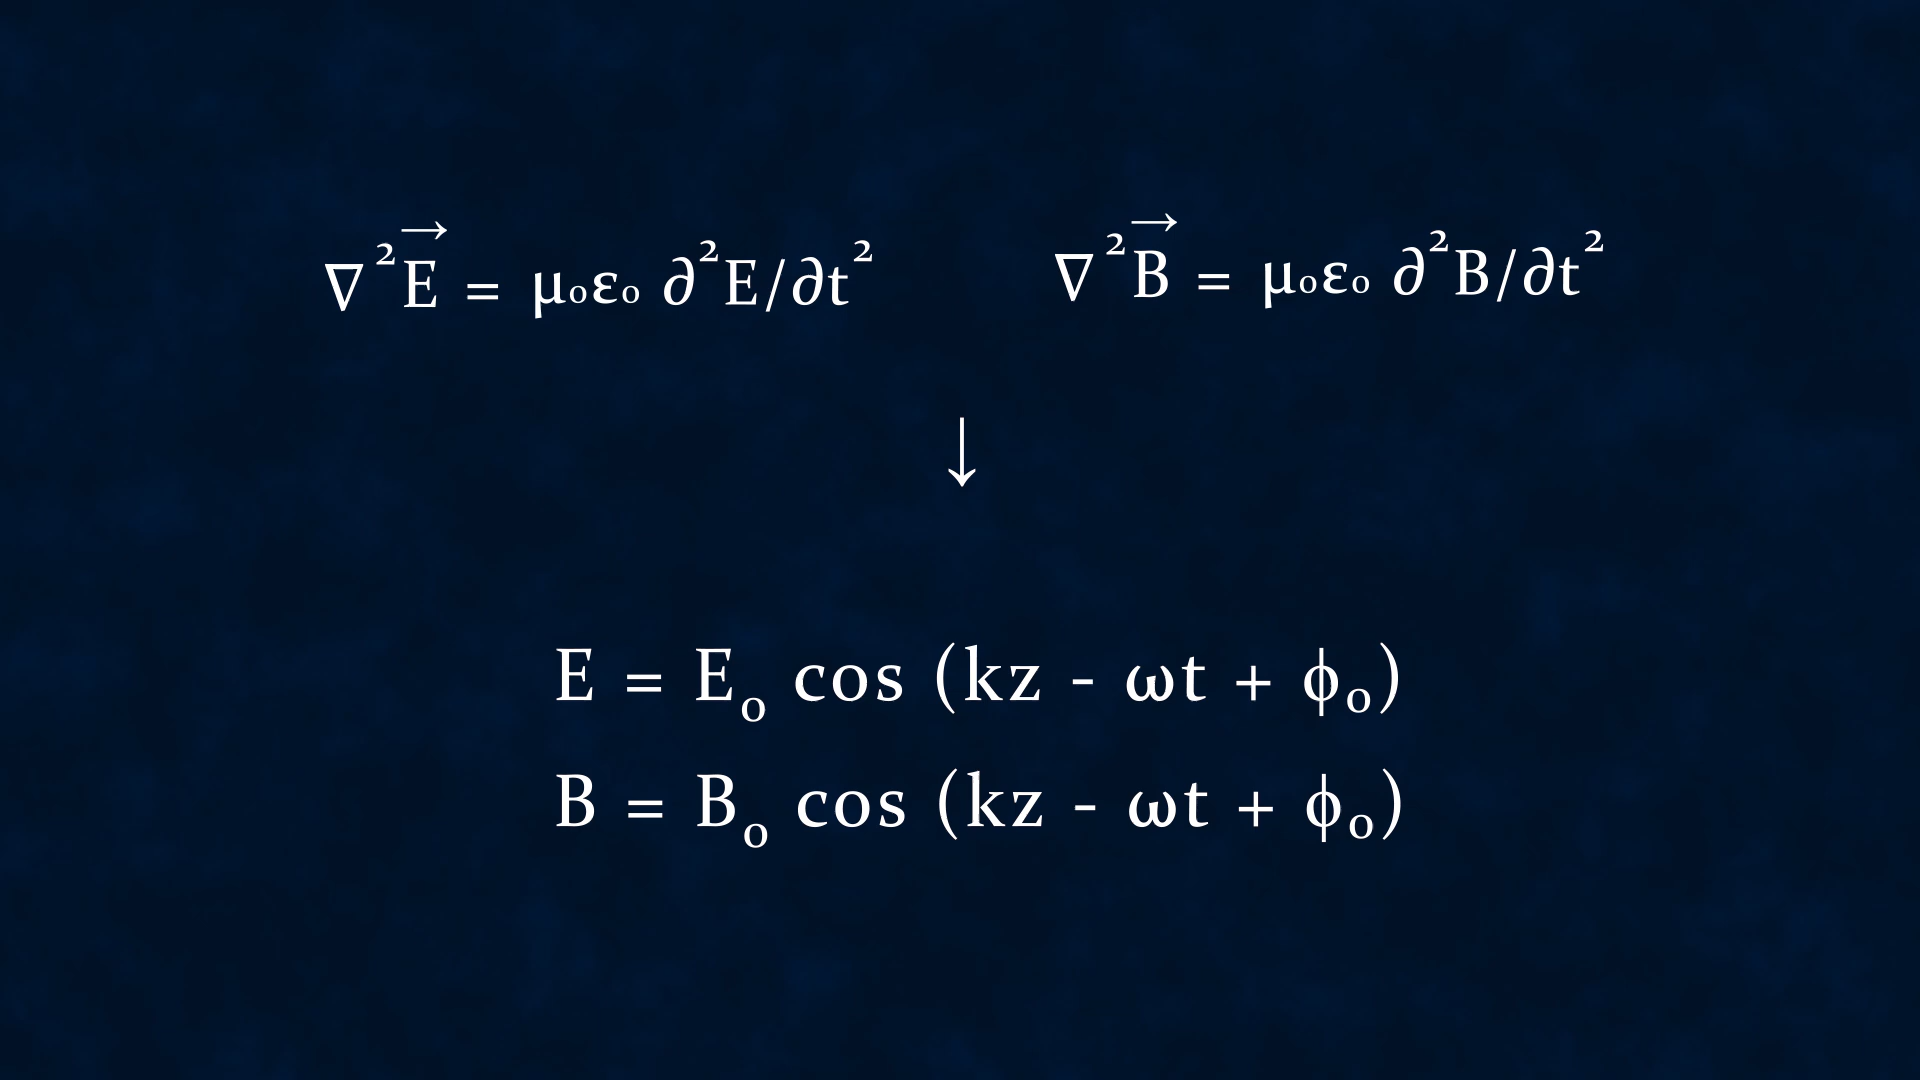 ∇²E⃗ = μ₀ε₀ ∂²E/∂t² ∇²B⃗ = μ₀ε₀ ∂²B/∂t²
↓
E = E₀ cos (kz - ωt + ϕ₀)
B = B₀ cos (kz - ωt + ϕ₀)